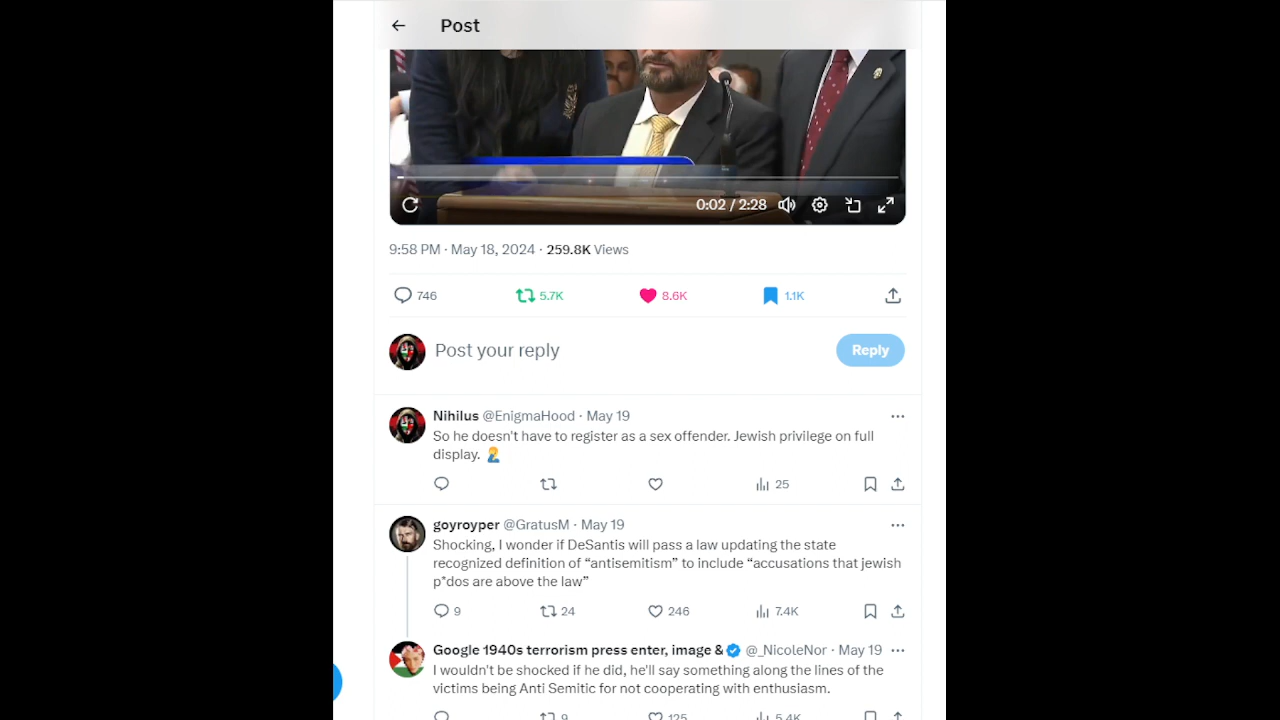 Post
0:02 / 2:28
9:58 PM · May 18, 2024 · 259.8K Views
746 5.7K 8.6K 1.1K
Post your reply Reply
Nihilus @EnigmaHood · May 19
So he doesn't have to register as a sex offender. Jewish privilege on full
display.
25
goyroyper @GratusM · May 19
Shocking, I wonder if DeSantis will pass a law updating the state
recognized definition of “antisemitism” to include “accusations that jewish
p*dos are above the law”
9 24 246 7.4K
Google 1940s terrorism press enter, image & @_NicoleNor · May 19
I wouldn't be shocked if he did, he'll say something along the lines of the
victims being Anti Semitic for not cooperating with enthusiasm.
9 125 5.4K